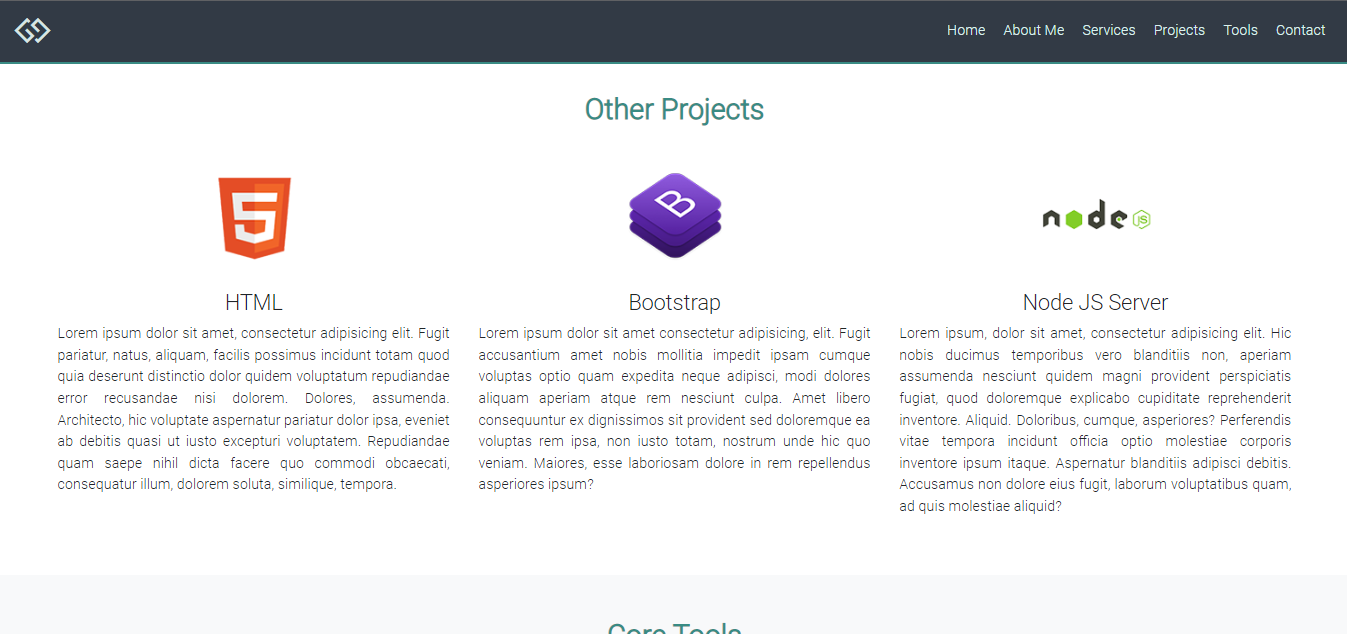 Home About Me Services Projects Tools Contact
Other Projects
5
B
node JS
HTML
Lorem ipsum dolor sit amet, consectetur adipisicing elit. Fugit
pariatur, natus, aliquam, facilis possimus incidunt totam quod
quia deserunt distinctio dolor quidem voluptatum repudiandae
error recusandae nisi dolorem. Dolores, assumenda.
Architecto, hic voluptate aspernatur pariatur dolor ipsa, eveniet
ab debitis quasi ut iusto excepturi voluptatem. Repudiandae
quam saepe nihil dicta facere quo commodi obcaecati,
consequatur illum, dolorem soluta, similique, tempora.
Bootstrap
Lorem ipsum dolor sit amet consectetur adipisicing, elit. Fugit
accusantium amet nobis mollitia impedit ipsam cumque
voluptas optio quam expedita neque adipisci, modi dolores
aliquam aperiam atque rem nesciunt culpa. Amet libero
consequuntur ex dignissimos sit provident sed doloremque ea
voluptas rem ipsa, non iusto totam, nostrum unde hic quo
veniam. Maiores, esse laboriosam dolore in rem repellendus
asperiores ipsum?
Node JS Server
Lorem ipsum, dolor sit amet, consectetur adipisicing elit. Hic
nobis ducimus temporibus vero blanditiis non, aperiam
assumenda nesciunt quidem magni provident perspiciatis
fugiat, quod doloremque explicabo cupiditate reprehenderit
inventore. Aliquid. Doloribus, cumque, asperiores? Perferendis
vitae tempora incidunt officia optio molestiae corporis
inventore ipsum itaque. Aspernatur blanditiis adipisci debitis.
Accusamus non dolore eius fugit, laborum voluptatibus quam,
ad quis molestiae aliquid?
Core Tools